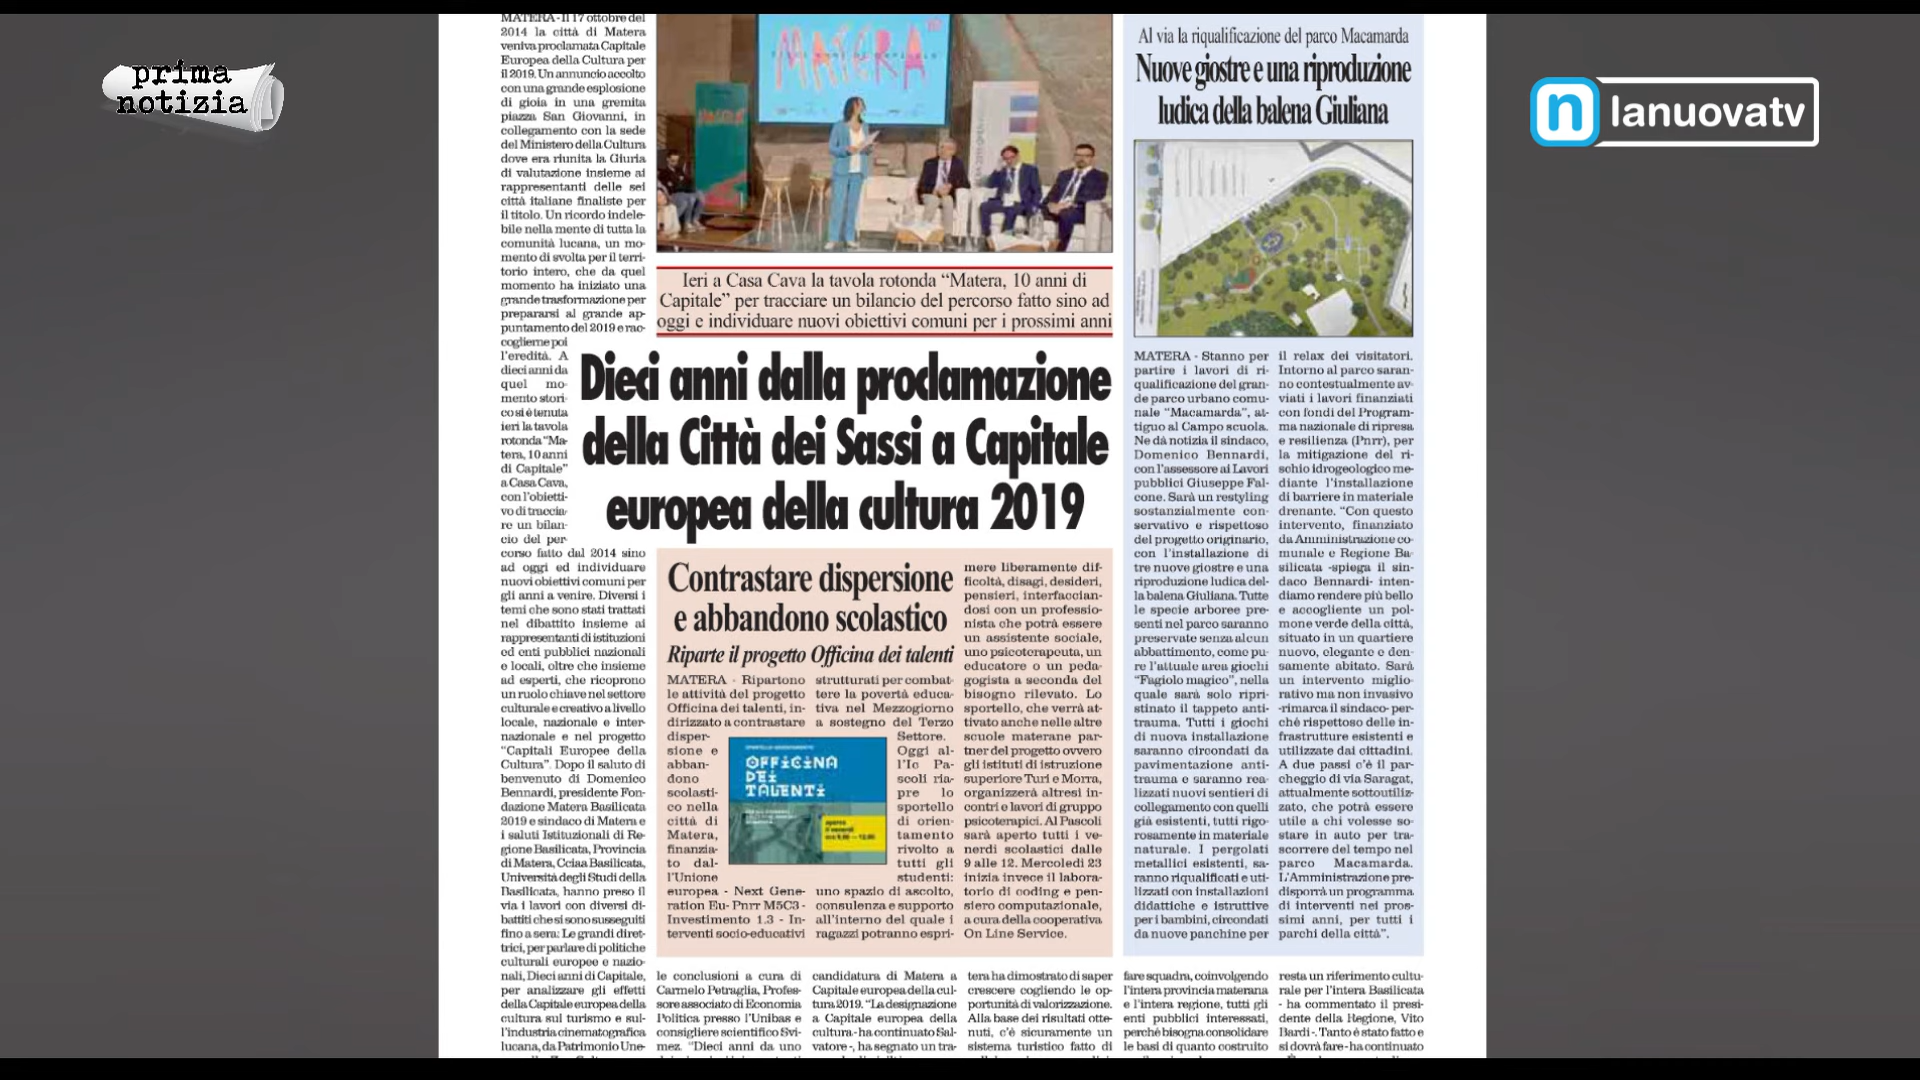 prima
notizia
n lanuovatv
MATERA - Il 17 ottobre del
2014 la città di Matera
veniva proclamata Capitale
Europea della Cultura per
il 2019. Un annuncio accolto
con una grande esplosione
di gioia in una gremita
piazza San Giovanni, in
collegamento con la sede
del Ministero della Cultura
dove era riunita la Giuria
di valutazione insieme ai
rappresentanti delle sei
città italiane finaliste per
il titolo. Un ricordo indele-
bile nella mente di tutta la
comunità lucana, un mo-
mento di svolta per il terri-
torio intero, che da quel
momento ha iniziato una
grande trasformazione per
prepararsi al grande ap-
puntamento del 2019 e rac-
coglierne poi
l'eredità. A
dieci anni da
quel mo-
mento stori-
co si è tenuta
ieri la tavola
rotonda "Ma-
tera, 10 anni
di Capitale"
a Casa Cava,
con l'obietti-
vo di traccia-
re un bilan-
cio del per-
corso fatto dal 2014 sino
ad oggi ed individuare
nuovi obiettivi comuni per
gli anni a venire. Diversi i
temi che sono stati trattati
nel dibattito insieme ai
rappresentanti di istituzioni
ed enti pubblici nazionali
e locali, oltre che insieme
ad esperti, che ricoprono
un ruolo chiave nel settore
culturale e creativo a livello
locale, nazionale e inter-
nazionale e nel progetto
"Capitali Europee della
Cultura". Dopo il saluto di
benvenuto di Domenico
Bennardi, presidente Fon-
dazione Matera Basilicata
2019 e sindaco di Matera e
i saluti Istituzionali di Re-
gione Basilicata, Provincia
di Matera, Cciaa Basilicata,
Università degli Studi della
Basilicata, hanno preso il
via i lavori con diversi di-
battiti che si sono susseguiti
fino a sera: Le grandi diret-
trici, per parlare di politiche
culturali europee e nazio-
nali, Dieci anni di Capitale,
per analizzare gli effetti
della Capitale europea della
cultura sul turismo e sul-
l'industria cinematografica
lucana, da Patrimonio Une-
MATERA
Ieri a Casa Cava la tavola rotonda "Matera, 10 anni di
Capitale" per tracciare un bilancio del percorso fatto sino ad
oggi e individuare nuovi obiettivi comuni per i prossimi anni
Dieci anni dalla proclamazione
della Città dei Sassi a Capitale
europea della cultura 2019
Contrastare dispersione
e abbandono scolastico
Riparte il progetto Officina dei talenti
MATERA - Ripartono
le attività del progetto
Officina dei talenti, in-
dirizzato a contrastare
disper-
sione e
abban-
dono
scolasti-
co nella
città di
Matera,
finanzia-
to dal-
l'Unione
europea - Next Gene-
ration Eu- Pnrr M5C3 -
Investimento 1.3 - In-
terventi socio-educativi
OFFICINA
DEI
TALENTI
strutturati per combat-
tere la povertà educa-
tiva nel Mezzogiorno
a sostegno del Terzo
Settore.
Oggi al-
l'Ic Pa-
scoli ria-
pre lo
sportello
di orien-
tamento
rivolto a
tutti gli
studenti:
uno spazio di ascolto,
consulenza e supporto
all'interno del quale i
ragazzi potranno espri-
mere liberamente dif-
ficoltà, disagi, desideri,
pensieri, interfaccian-
dosi con un professio-
nista che potrà essere
un assistente sociale,
uno psicoterapeuta, un
educatore o un peda-
gogista a seconda del
bisogno rilevato. Lo
sportello, che verrà at-
tivato anche nelle altre
scuole materane par-
tner del progetto ovvero
gli istituti di istruzione
superiore Turi e Morra,
organizzerà altresì in-
contri e lavori di gruppo
psicoterapici. Al Pascoli
sarà aperto tutti i ve-
nerdì scolastici dalle
9 alle 12. Mercoledì 23
inizia invece il labora-
torio di coding e pen-
siero computazionale,
a cura della cooperativa
On Line Service.
Al via la riqualificazione del parco Macamarda
Nuove giostre e una riproduzione
ludica della balena Giuliana
MATERA - Stanno per
partire i lavori di ri-
qualificazione del gran-
de parco urbano comu-
nale "Macamarda", at-
tiguo al Campo scuola.
Ne dà notizia il sindaco,
Domenico Bennardi,
con l'assessore ai Lavori
pubblici Giuseppe Fal-
cone. Sarà un restyling
sostanzialmente con-
servativo e rispettoso
del progetto originario,
con l'installazione di
tre nuove giostre e una
riproduzione ludica del-
la balena Giuliana. Tutte
le specie arboree pre-
senti nel parco saranno
preservate senza alcun
abbattimento, come pu-
re l'attuale area giochi
"Fagiolo magico", nella
quale sarà solo ripri-
stinato il tappeto anti-
trauma. Tutti i giochi
di nuova installazione
saranno circondati da
pavimentazione anti-
trauma e saranno rea-
lizzati nuovi sentieri di
collegamento con quelli
già esistenti, tutti rigo-
rosamente in materiale
naturale. I pergolati
metallici esistenti, sa-
ranno riqualificati e uti-
lizzati con installazioni
didattiche e istruttive
per i bambini, circondati
da nuove panchine per
il relax dei visitatori.
Intorno al parco saran-
no contestualmente av-
viati i lavori finanziati
con fondi del Program-
ma nazionale di ripresa
e resilienza (Pnrr), per
la mitigazione del ri-
schio idrogeologico me-
diante l'installazione
di barriere in materiale
drenante. "Con questo
intervento, finanziato
da Amministrazione co-
munale e Regione Ba-
silicata -spiega il sin-
daco Bennardi- inten-
diamo rendere più bello
e accogliente un pol-
mone verde della città,
situato in un quartiere
nuovo, elegante e den-
samente abitato. Sarà
un intervento miglio-
rativo ma non invasivo
-rimarca il sindaco- per-
ché rispettoso delle in-
frastrutture esistenti e
utilizzate dai cittadini.
A due passi c'è il par-
cheggio di via Saragat,
attualmente sottoutiliz-
zato, che potrà essere
utile a chi volesse so-
stare in auto per tra-
scorrere del tempo nel
parco Macamarda.
L'Amministrazione pre-
disporrà un programma
di interventi nei pros-
simi anni, per tutti i
parchi della città".
le conclusioni a cura di
Carmelo Petraglia, Profes-
sore associato di Economia
Politica presso l'Unibas e
consigliere scientifico Svi-
mez. "Dieci anni da uno
candidatura di Matera a
Capitale europea della cul-
tura 2019. "La designazione
a Capitale europea della
cultura - ha continuato Sal-
vatore -, ha segnato un tra-
tera ha dimostrato di saper
crescere cogliendo le op-
portunità di valorizzazione.
Alla base dei risultati otte-
nuti, c'è sicuramente un
sistema turistico fatto di
fare squadra, coinvolgendo
l'intera provincia materana
e l'intera regione, tutti gli
enti pubblici interessati,
perché bisogna consolidare
le basi di quanto costruito
resta un riferimento cultu-
rale per l'intera Basilicata
- ha commentato il presi-
dente della Regione, Vito
Bardi -. Tanto è stato fatto e
si dovrà fare - ha continuato